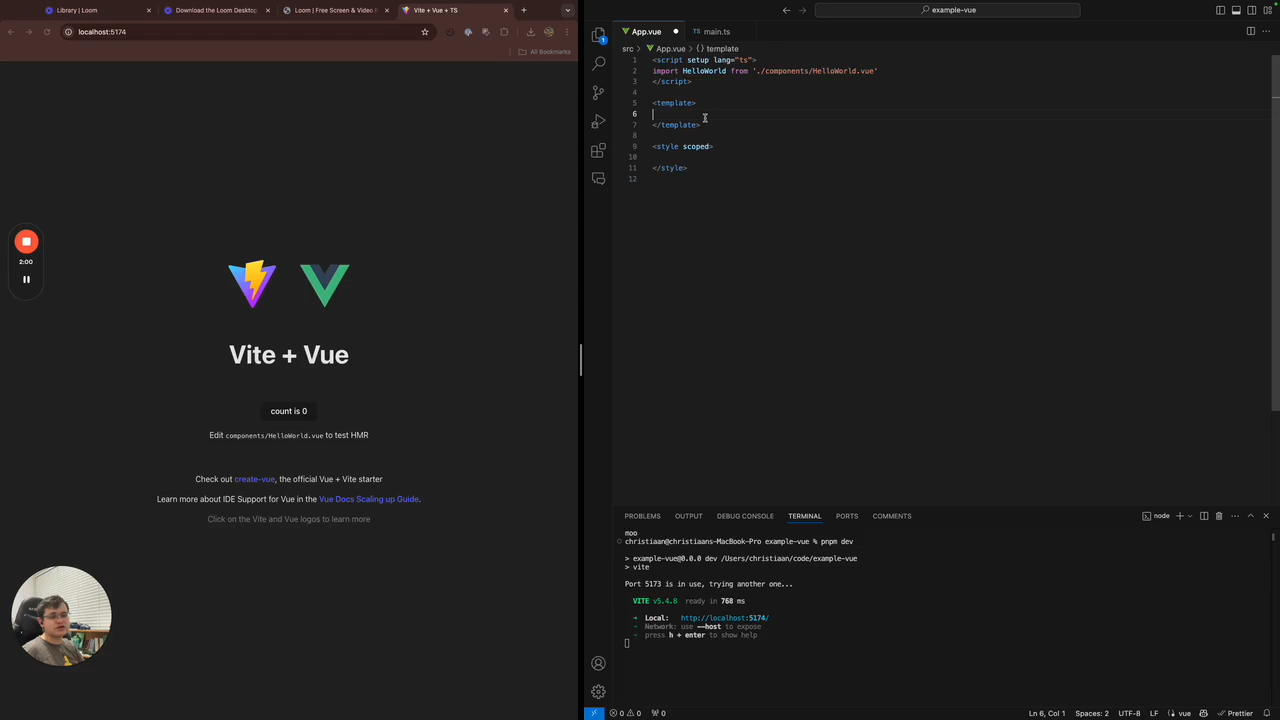 Library | Loom
Download the Loom Desktop
Loom | Free Screen & Video R
Vite + Vue + TS
localhost:5174
All Bookmarks
2:00
Vite + Vue
count is 0
Edit components/HelloWorld.vue to test HMR
Check out create-vue, the official Vue + Vite starter
Learn more about IDE Support for Vue in the Vue Docs Scaling up Guide.
Click on the Vite and Vue logos to learn more
example-vue
App.vue
TS main.ts
src > App.vue > template
1 <script setup lang="ts">
2 import HelloWorld from './components/HelloWorld.vue'
3 </script>
4
5 <template>
6
7 </template>
8
9 <style scoped>
10
11 </style>
12
1
PROBLEMS OUTPUT DEBUG CONSOLE TERMINAL PORTS COMMENTS
node
moo
christiaan@christiaans-MacBook-Pro example-vue % pnpm dev
> example-vue@0.0.0 dev /Users/christiaan/code/example-vue
> vite
Port 5173 is in use, trying another one...
VITE v5.4.8 ready in 768 ms
➜ Local: http://localhost:5174/
➜ Network: use --host to expose
➜ press h + enter to show help
0 0 0
Ln 6, Col 1 Spaces: 2 UTF-8 LF vue Prettier